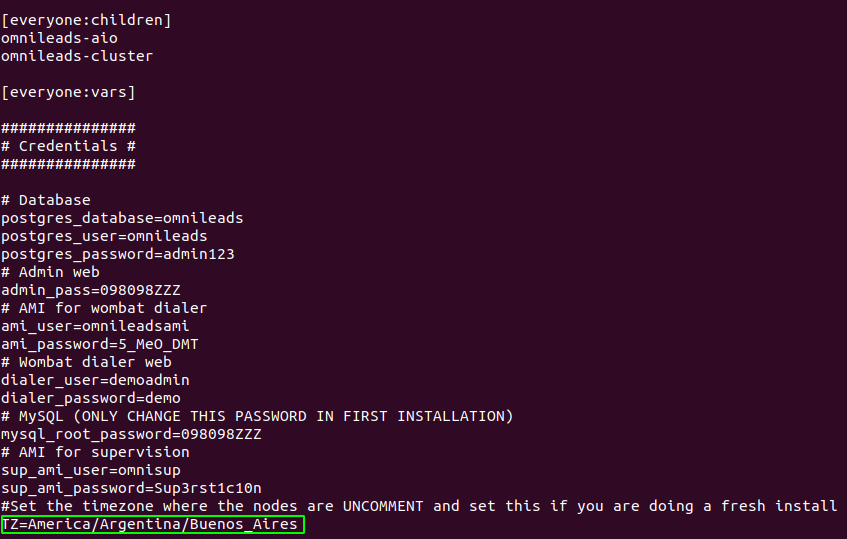 [everyone:children]
omnileads-aio
omnileads-cluster
[everyone:vars]
###############
# Credentials #
###############
# Database
postgres_database=omnileads
postgres_user=omnileads
postgres_password=admin123
# Admin web
admin_pass=098098ZZZ
# AMI for wombat dialer
ami_user=omnileadsami
ami_password=5_MeO_DMT
# Wombat dialer web
dialer_user=demoadmin
dialer_password=demo
# MySQL (ONLY CHANGE THIS PASSWORD IN FIRST INSTALLATION)
mysql_root_password=098098ZZZ
# AMI for supervision
sup_ami_user=omnisup
sup_ami_password=Sup3rst1c10n
#Set the timezone where the nodes are UNCOMMENT and set this if you are doing a fresh install
TZ=America/Argentina/Buenos_Aires